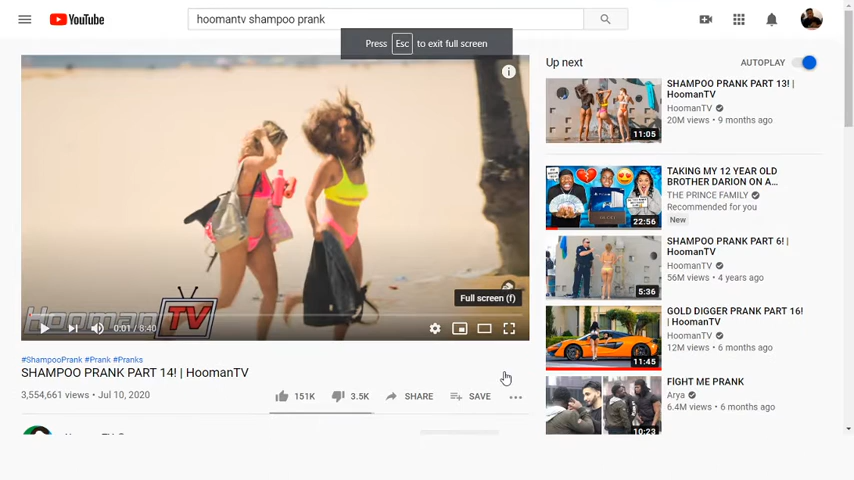 YouTube
hoomantv shampoo prank
Press Esc to exit full screen
Up next
AUTOPLAY
SHAMPOO PRANK PART 13! |
HoomanTV
HoomanTV
20M views • 9 months ago
11:05
TAKING MY 12 YEAR OLD
BROTHER DARION ON A...
THE PRINCE FAMILY
Recommended for you
New
22:56
SHAMPOO PRANK PART 6! |
HoomanTV
HoomanTV
56M views • 4 years ago
5:36
GOLD DIGGER PRANK PART 16!
| HoomanTV
HoomanTV
12M views • 6 months ago
11:45
FIGHT ME PRANK
Arya
6.4M views • 6 months ago
10:23
Full screen (f)
Hooman TV
0:01 / 8:40
#ShampooPrank #Prank #Pranks
SHAMPOO PRANK PART 14! | HoomanTV
3,554,661 views • Jul 10, 2020
151K
3.5K
SHARE
SAVE